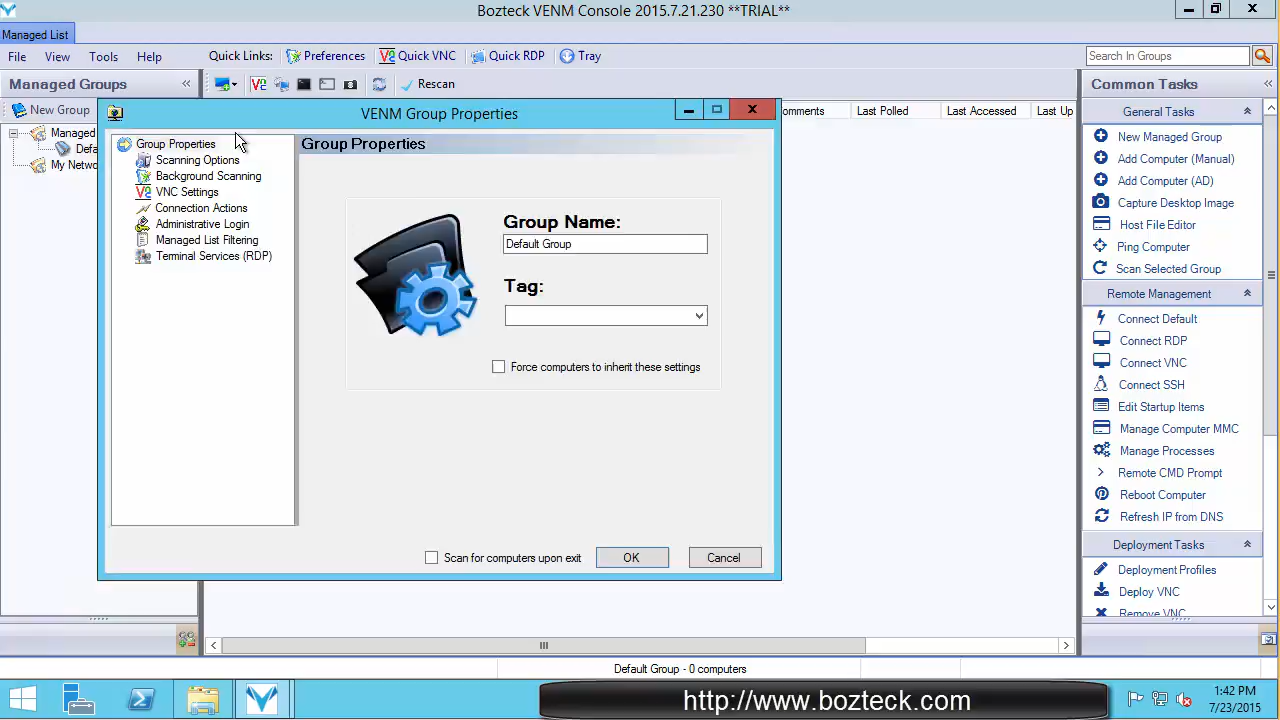 Bozteck VENM Console 2015.7.21.230 **TRIAL**
Managed List
File View Tools Help Quick Links: Preferences Quick VNC Quick RDP Tray
Search In Groups
Managed Groups
Rescan
Common Tasks
New Group
VENM Group Properties
omments Last Polled Last Accessed Last Up
General Tasks
Managed
Defa
My Netwo
Group Properties
Scanning Options
Background Scanning
VNC Settings
Connection Actions
Administrative Login
Managed List Filtering
Terminal Services (RDP)
Group Properties
Group Name:
Default Group
Tag:
Force computers to inherit these settings
Scan for computers upon exit
OK
Cancel
New Managed Group
Add Computer (Manual)
Add Computer (AD)
Capture Desktop Image
Host File Editor
Ping Computer
Scan Selected Group
Remote Management
Connect Default
Connect RDP
Connect VNC
Connect SSH
Edit Startup Items
Manage Computer MMC
Manage Processes
Remote CMD Prompt
Reboot Computer
Refresh IP from DNS
Deployment Tasks
Deployment Profiles
Deploy VNC
Remove VNC
Default Group - 0 computers
http://www.bozteck.com
1:42 PM
7/23/2015